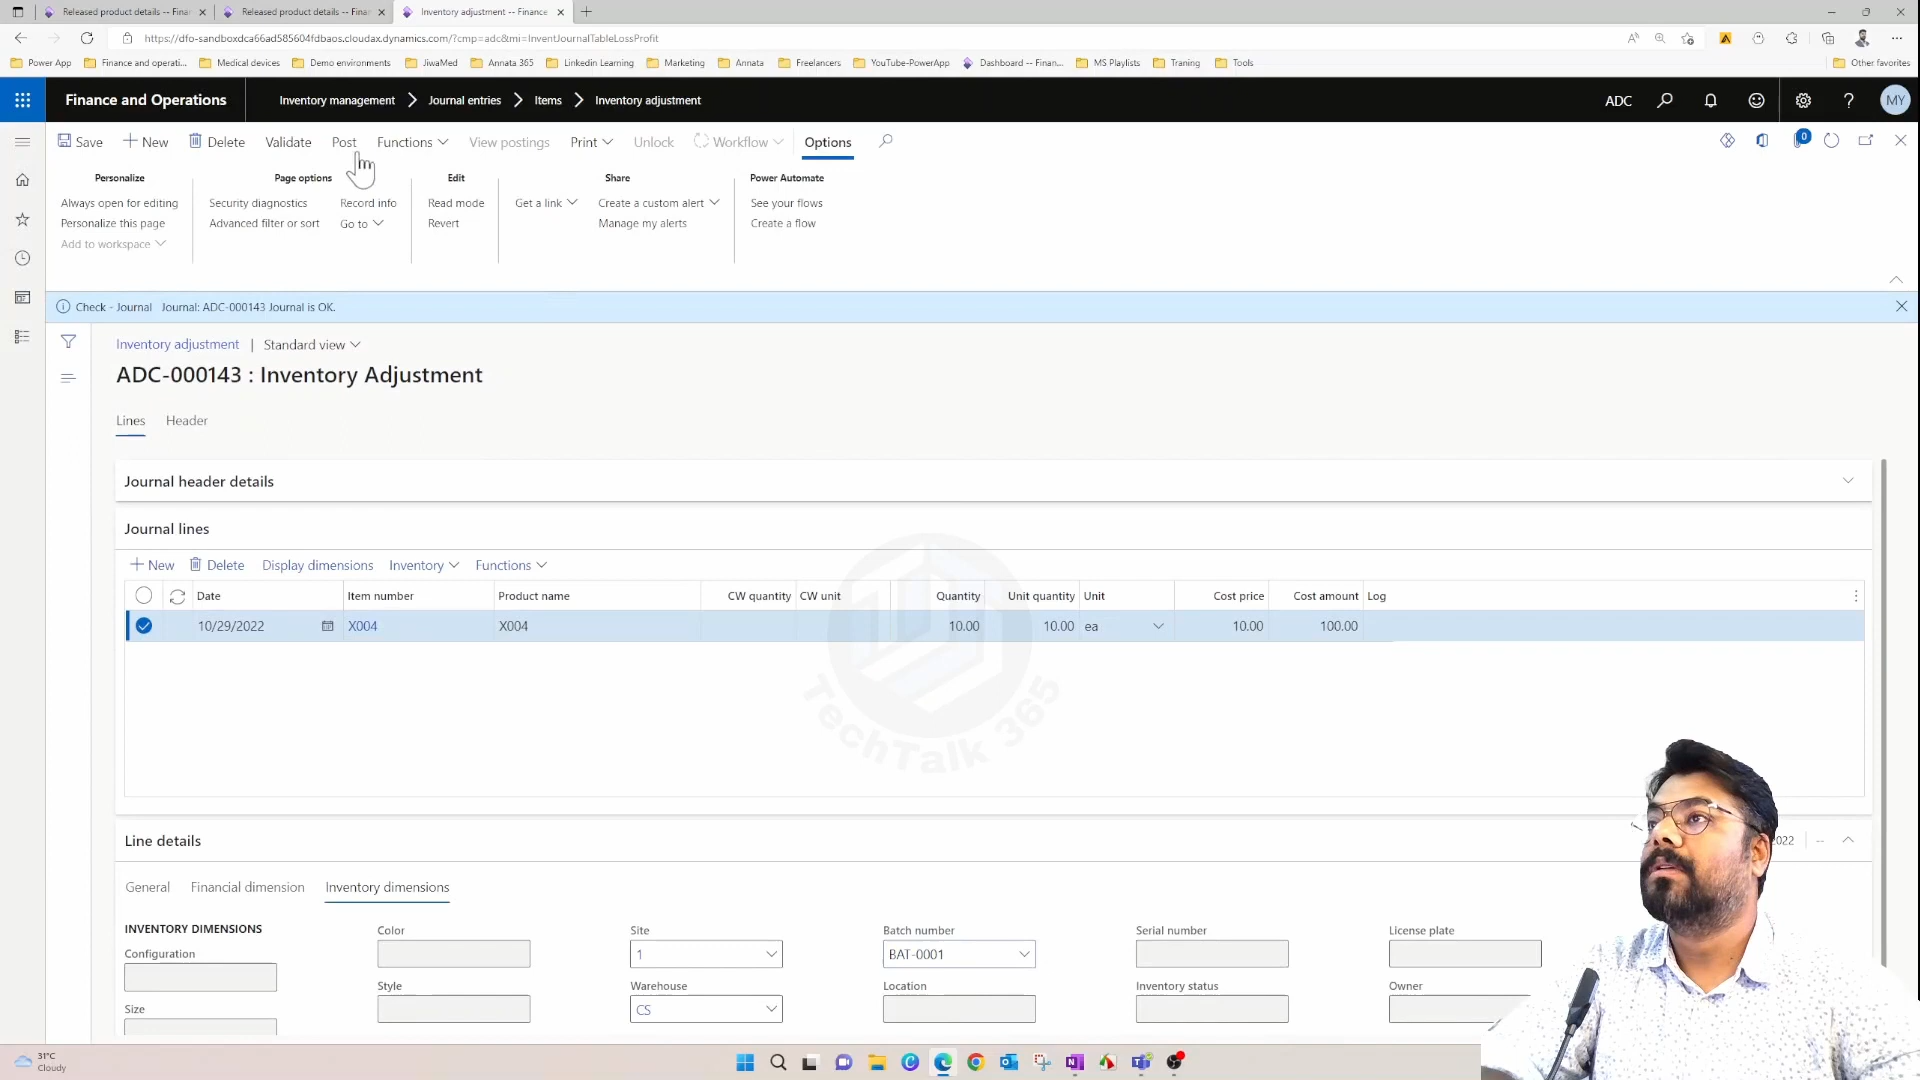 Released product details -- Finan
Released product details -- Finan
Inventory adjustment -- Finance
https://dfo-sandboxdca66ad585604fdbaos.cloudax.dynamics.com/?cmp=adc&mi=InventJournalTableLossProfit
Power App
Finance and operati...
Medical devices
Demo environments
JiwaMed
Annata 365
Linkedin Learning
Marketing
Annata
Freelancers
YouTube-PowerApp
Dashboard -- Finan...
MS Playlists
Traning
Tools
Other favorites
Finance and Operations
Inventory management
Journal entries
Items
Inventory adjustment
ADC
MY
Save
New
Delete
Validate
Post
Functions
View postings
Print
Unlock
Workflow
Options
0
Personalize
Always open for editing
Personalize this page
Add to workspace
Page options
Security diagnostics
Advanced filter or sort
Record info
Go to
Edit
Read mode
Revert
Share
Get a link
Create a custom alert
Manage my alerts
Power Automate
See your flows
Create a flow
Check - Journal Journal: ADC-000143 Journal is OK.
Inventory adjustment | Standard view
ADC-000143 : Inventory Adjustment
Lines
Header
Journal header details
Journal lines
New
Delete
Display dimensions
Inventory
Functions
Date
Item number
Product name
CW quantity
CW unit
Quantity
Unit quantity
Unit
Cost price
Cost amount
Log
10/29/2022
X004
X004
10.00
10.00
ea
10.00
100.00
TechTalk 365
Line details
2022
--
General
Financial dimension
Inventory dimensions
INVENTORY DIMENSIONS
Configuration
Size
Color
Style
Site
1
Warehouse
CS
Batch number
BAT-0001
Location
Serial number
Inventory status
License plate
Owner
31°C
Cloudy